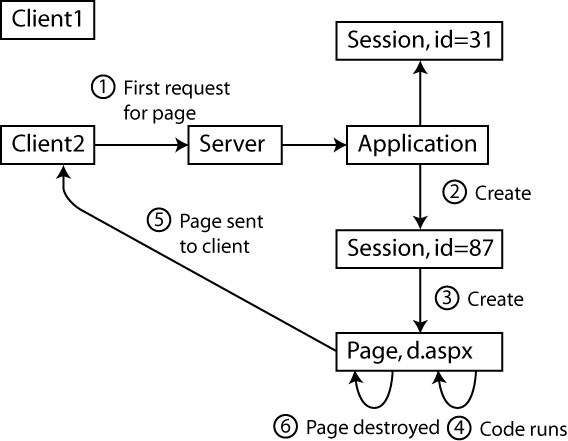 Client1
Session, id=31
① First request
for page
Client2
Server
Application
② Create
⑤ Page sent
to client
Session, id=87
③ Create
Page, d.aspx
⑥ Page destroyed
④ Code runs